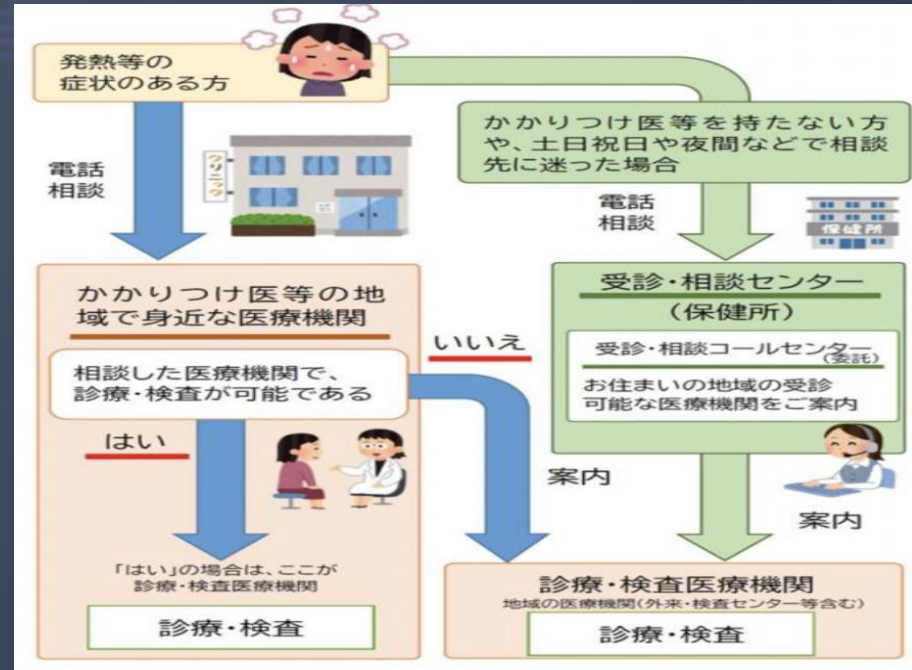 発熱等の
症状のある方
電話
相談
クリニック
かかりつけ医等を持たない方
や、土日祝日や夜間などで相談
先に迷った場合
電話
相談
保健所
かかりつけ医等の地
域で身近な医療機関
相談した医療機関で、
診療・検査が可能である
はい
いいえ
案内
「はい」の場合は、ここが
診療・検査医療機関
診療・検査
受診・相談センター
(保健所)
受診・相談コールセンター
(委託)
お住まいの地域の受診
可能な医療機関をご案内
案内
診療・検査医療機関
地域の医療機関(外来・検査センター等含む)
診療・検査